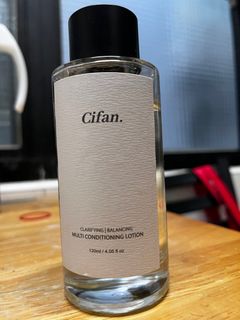 Cifan.
CLARIFYING | BALANCING
MULTI CONDITIONING LOTION
120ml / 4.05 fl oz